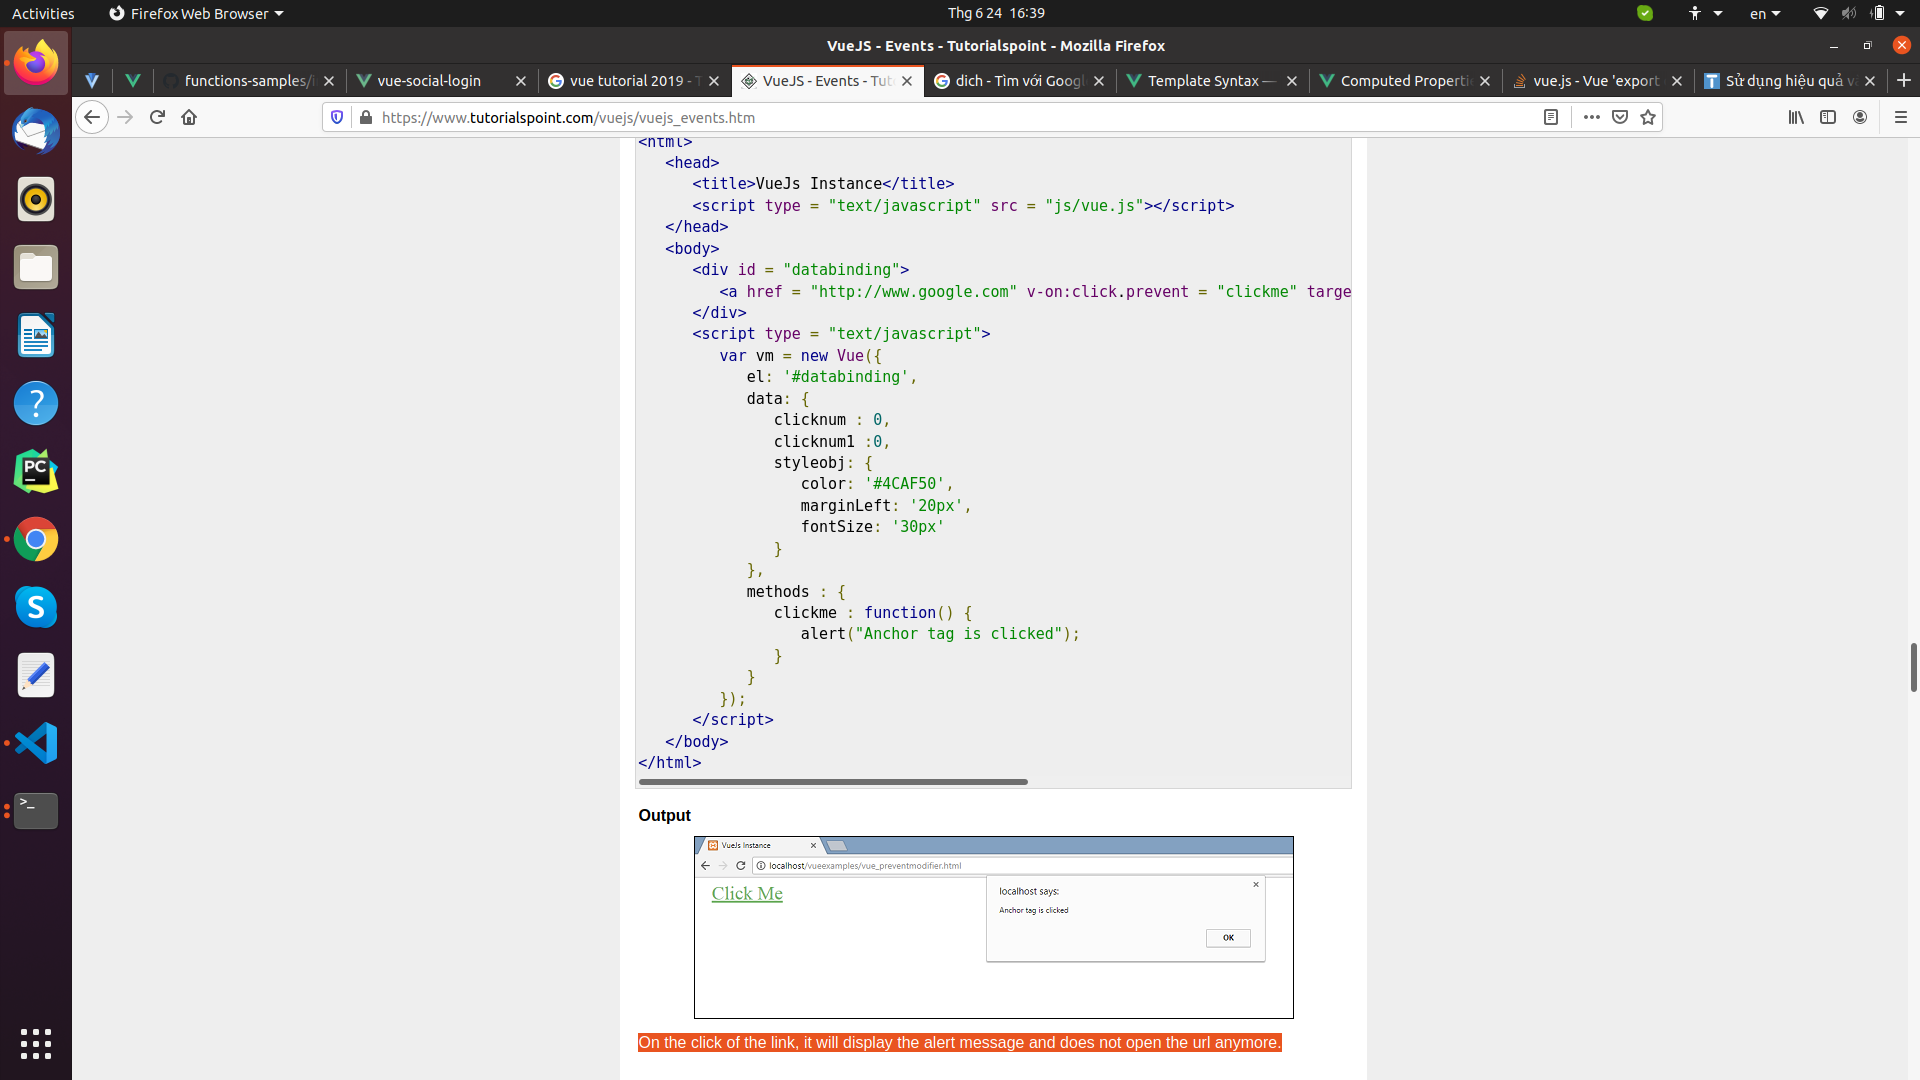 Activities
Firefox Web Browser
Thg 6 24 16:39
en
VueJS - Events - Tutorialspoint - Mozilla Firefox
functions-samples/
vue-social-login
vue tutorial 2019 - T
VueJS - Events - Tut
dich - Tìm với Googl
Template Syntax —
Computed Properti
vue.js - Vue 'export
Sử dụng hiệu quả v
https://www.tutorialspoint.com/vuejs/vuejs_events.htm
<html>
<head>
<title>VueJs Instance</title>
<script type = "text/javascript" src = "js/vue.js"></script>
</head>
<body>
<div id = "databinding">
<a href = "http://www.google.com" v-on:click.prevent = "clickme" targe
</div>
<script type = "text/javascript">
var vm = new Vue({
el: '#databinding',
data: {
clicknum : 0,
clicknum1 :0,
styleobj: {
color: '#4CAF50',
marginLeft: '20px',
fontSize: '30px'
}
},
methods : {
clickme : function() {
alert("Anchor tag is clicked");
}
}
});
</script>
</body>
</html>
Output
VueJs Instance
localhost/vueexamples/vue_preventmodifier.html
Click Me
localhost says:
Anchor tag is clicked
OK
On the click of the link, it will display the alert message and does not open the url anymore.